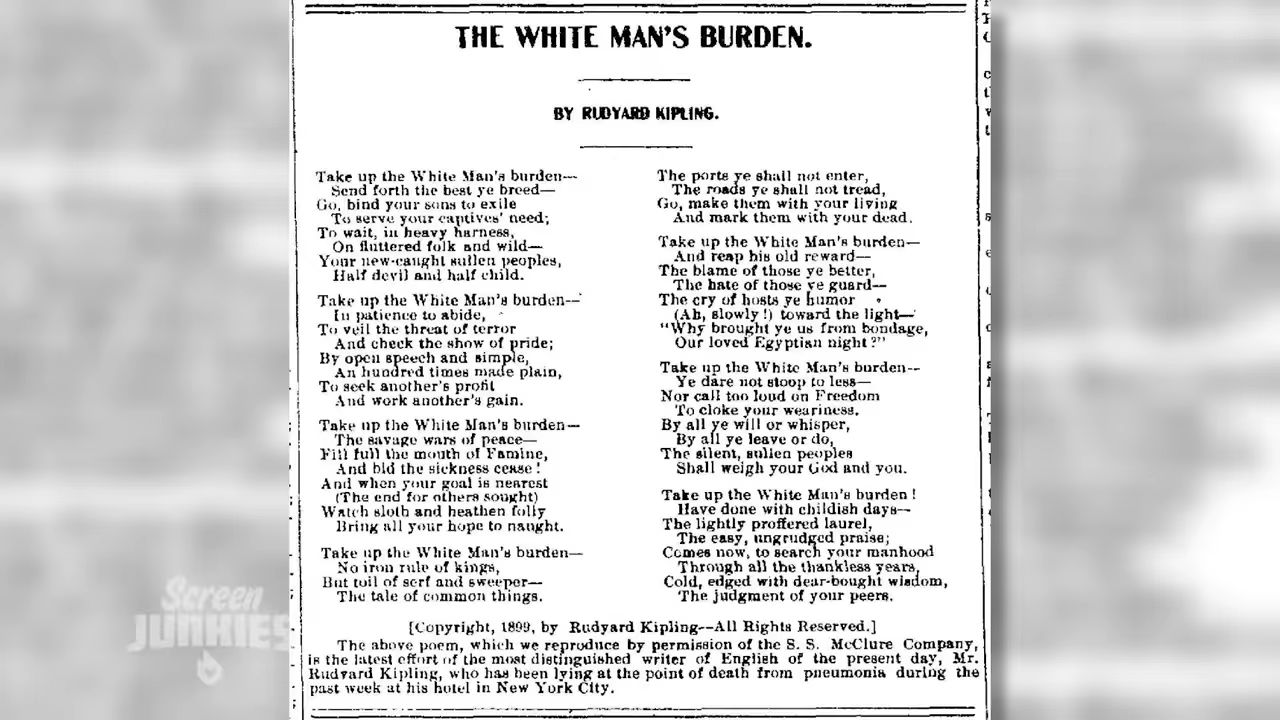 THE WHITE MAN'S BURDEN.
BY RUDYARD KIPLING.
Take up the White Man's burden—
Send forth the best ye breed—
Go, bind your sons to exile
To serve your captives' need;
To wait, in heavy harness,
On fluttered folk and wild—
Your new-caught sullen peoples,
Half devil and half child.
Take up the White Man's burden—
In patience to abide,
To veil the threat of terror
And check the show of pride;
By open speech and simple,
An hundred times made plain,
To seek another's profit
And work another's gain.
Take up the White Man's burden—
The savage wars of peace—
Fill full the mouth of Famine,
And bid the sickness cease!
And when your goal is nearest
(The end for others sought)
Watch sloth and heathen folly
Bring all your hope to naught.
Take up the White Man's burden—
No iron rule of kings,
But toil of serf and sweeper—
The tale of common things.
The ports ye shall not enter,
The roads ye shall not tread,
Go, make them with your living
And mark them with your dead.
Take up the White Man's burden—
And reap his old reward—
The blame of those ye better,
The hate of those ye guard—
The cry of hosts ye humor
(Ah, slowly!) toward the light—
"Why brought ye us from bondage,
Our loved Egyptian night?"
Take up the White Man's burden—
Ye dare not stoop to less—
Nor call too loud on Freedom
To cloke your weariness.
By all ye will or whisper,
By all ye leave or do,
The silent, sullen peoples
Shall weigh your God and you.
Take up the White Man's burden!
Have done with childish days—
The lightly proffered laurel,
The easy, ungrudged praise;
Comes now, to search your manhood
Through all the thankless years,
Cold, edged with dear-bought wisdom,
The judgment of your peers.
[Copyright, 1899, by Rudyard Kipling—All Rights Reserved.]
The above poem, which we reproduce by permission of the S. S. McClure Company,
is the latest effort of the most distinguished writer of English of the present day, Mr.
Rudyard Kipling, who has been lying at the point of death from pneumonia during the
past week at his hotel in New York City.
Screen
JUNKIES